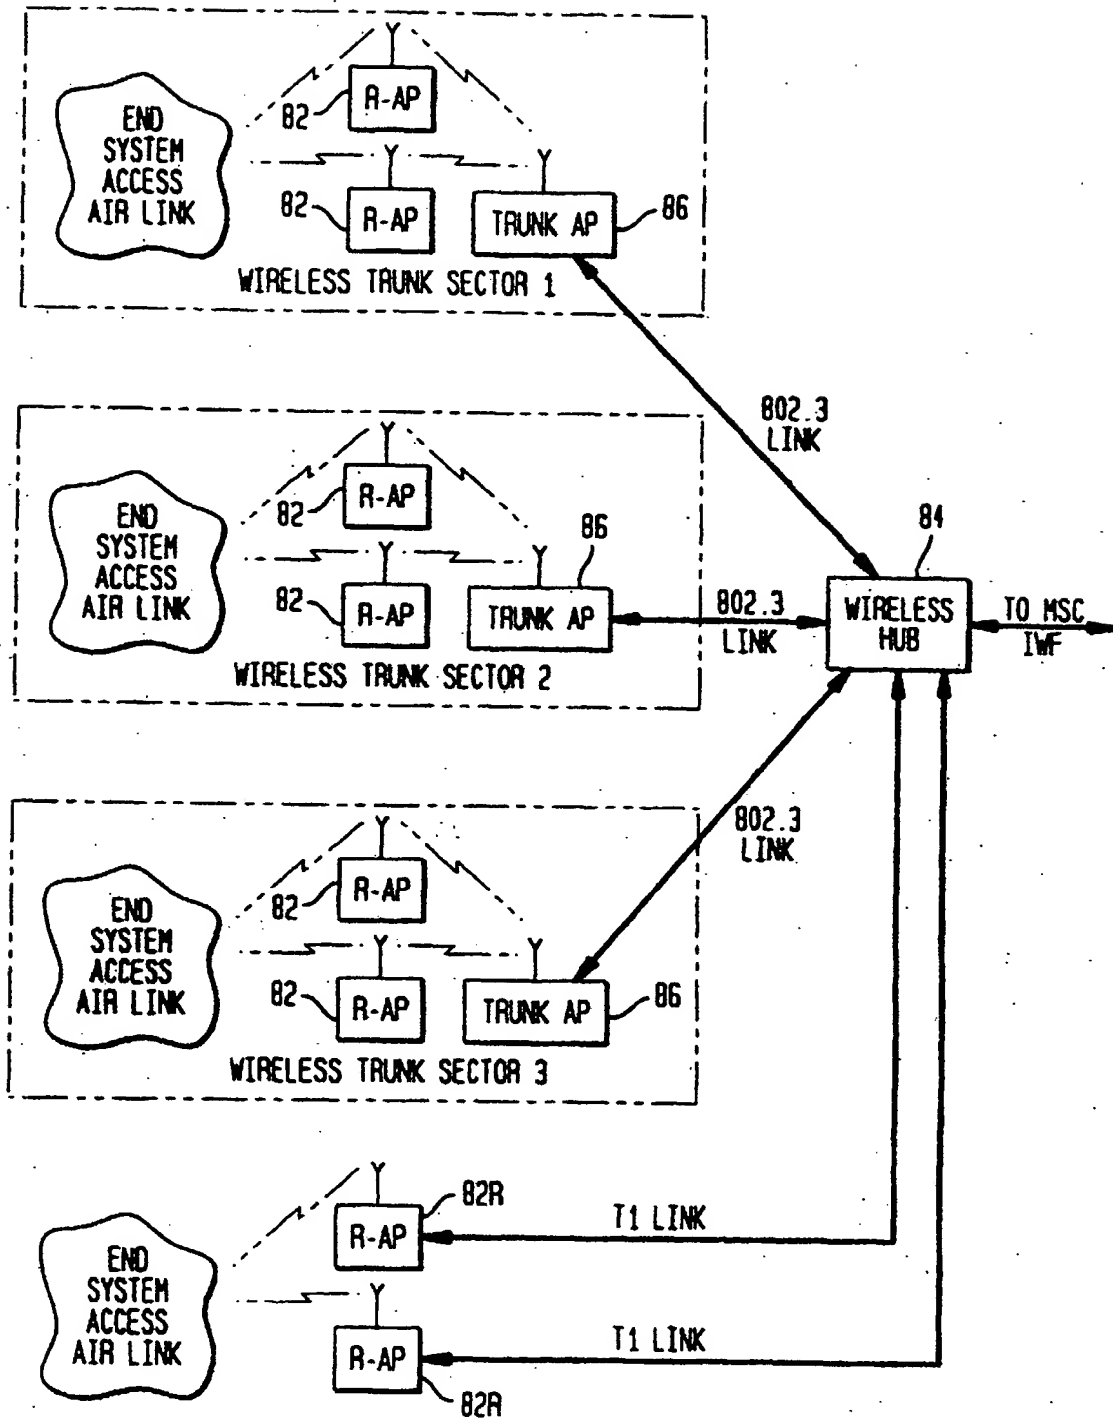 82
R-AP
END
SYSTEM
ACCESS
AIR LINK
82
R-AP
TRUNK AP
86
WIRELESS TRUNK SECTOR 1
802.3
LINK
82
R-AP
END
SYSTEM
ACCESS
AIR LINK
86
82
R-AP
TRUNK AP
WIRELESS TRUNK SECTOR 2
802.3
LINK
84
WIRELESS
HUB
TO MSC
IWF
802.3
LINK
82
R-AP
END
SYSTEM
ACCESS
AIR LINK
82
R-AP
TRUNK AP
86
WIRELESS TRUNK SECTOR 3
82R
R-AP
T1 LINK
END
SYSTEM
ACCESS
AIR LINK
R-AP
T1 LINK
82R